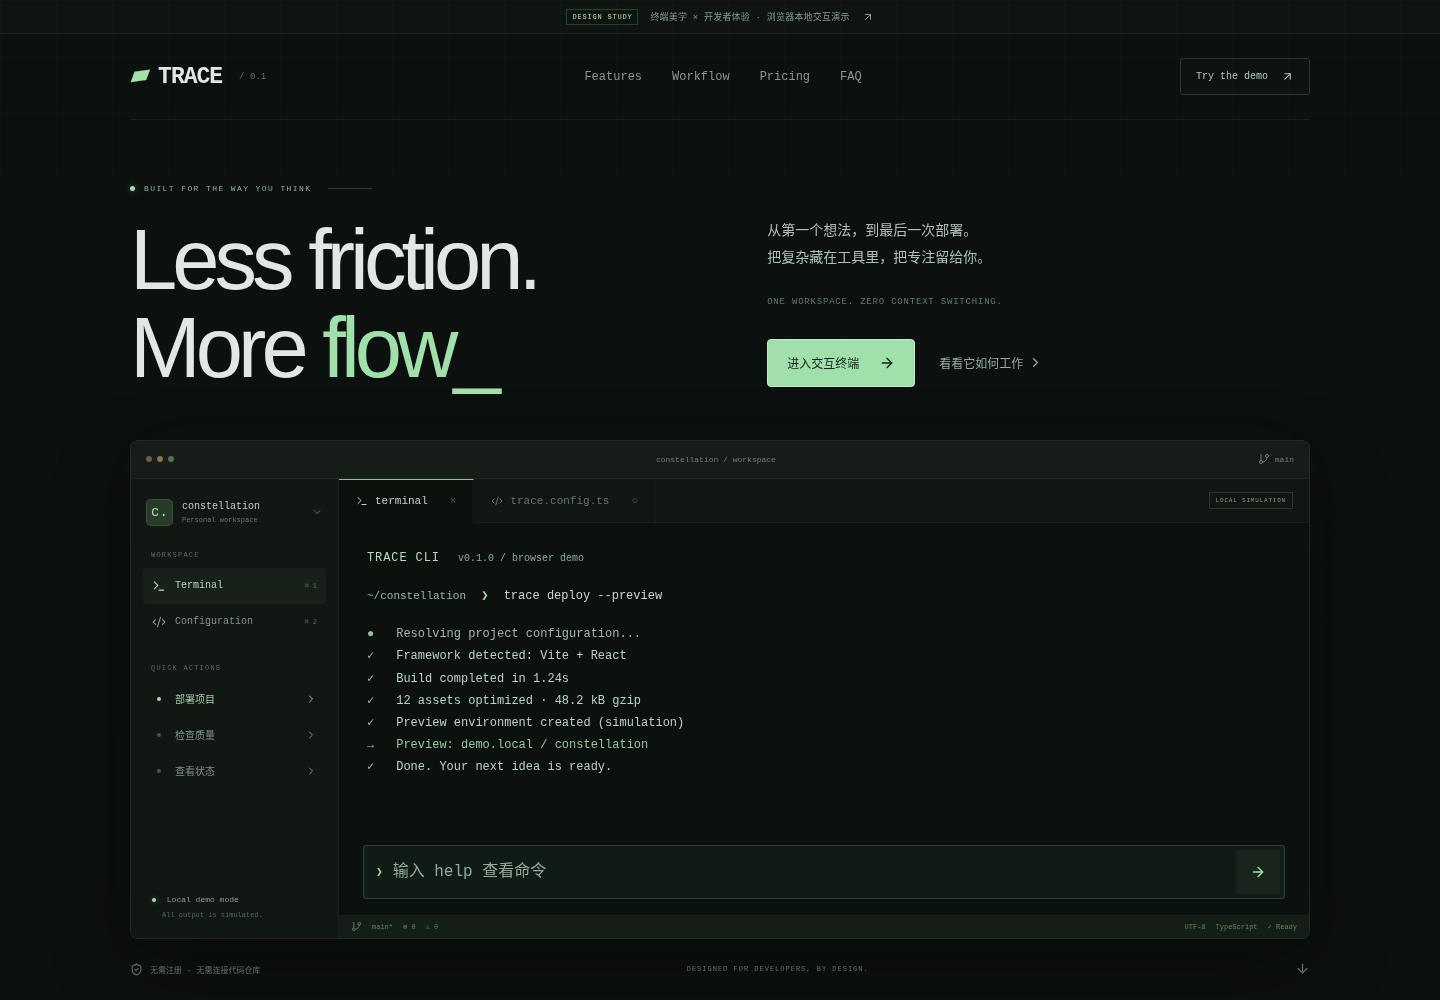 DESIGN STUDY 终端美学 × 开发者体验 · 浏览器本地交互演示
TRACE / 0.1
Features Workflow Pricing FAQ
Try the demo
BUILT FOR THE WAY YOU THINK
Less friction.
More flow_
从第一个想法，到最后一次部署。
把复杂藏在工具里，把专注留给你。
ONE WORKSPACE. ZERO CONTEXT SWITCHING.
进入交互终端 → 看看它如何工作
constellation / workspace
main
C. constellation
Personal workspace
WORKSPACE
Terminal ⌘ 1
Configuration ⌘ 2
QUICK ACTIONS
部署项目
检查质量
查看状态
Local demo mode
All output is simulated.
terminal ×
trace.config.ts ○
LOCAL SIMULATION
TRACE CLI v0.1.0 / browser demo
~/constellation ❯ trace deploy --preview
● Resolving project configuration...
✓ Framework detected: Vite + React
✓ Build completed in 1.24s
✓ 12 assets optimized · 48.2 kB gzip
✓ Preview environment created (simulation)
→ Preview: demo.local / constellation
✓ Done. Your next idea is ready.
❯ 输入 help 查看命令
main* ⊗ 0 ⚠ 0
UTF-8 TypeScript ✓ Ready
无需注册 · 无需连接代码仓库
DESIGNED FOR DEVELOPERS, BY DESIGN.